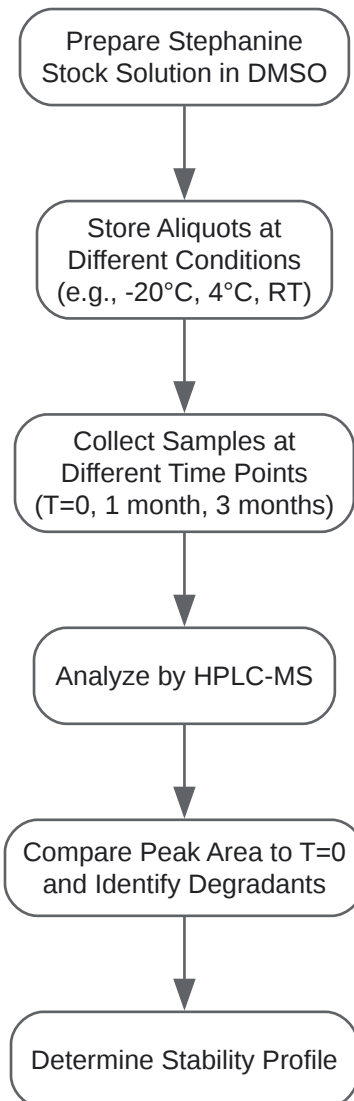 Prepare Stephanine
Stock Solution in DMSO
Store Aliquots at
Different Conditions
(e.g., -20°C, 4°C, RT)
Collect Samples at
Different Time Points
(T=0, 1 month, 3 months)
Analyze by HPLC-MS
Compare Peak Area to T=0
and Identify Degradants
Determine Stability Profile